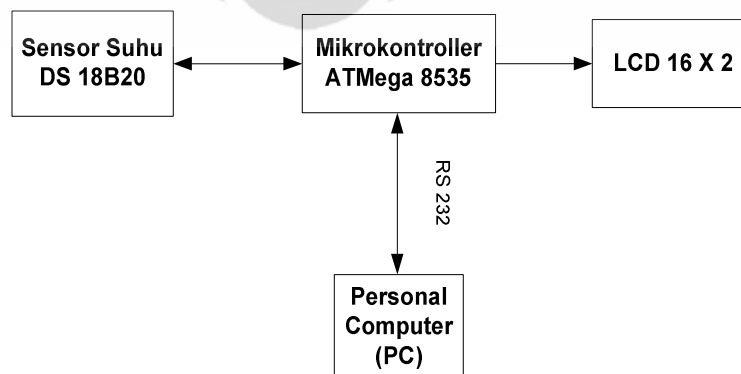 Sensor Suhu
DS 18B20
Mikrokontroller
ATMega 8535
LCD 16 X 2
RS 232
Personal
Computer
(PC)